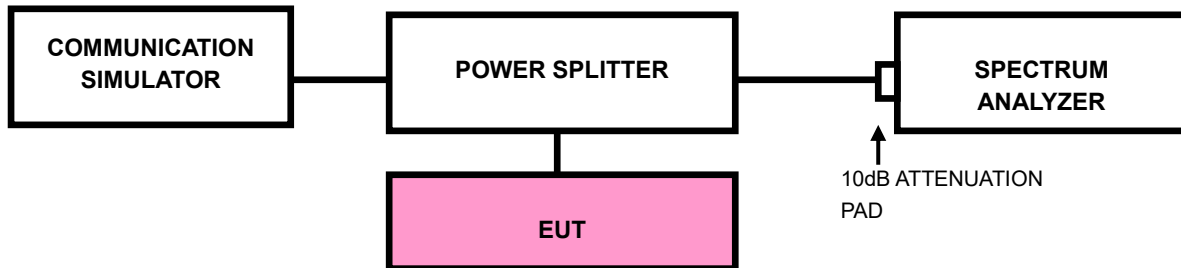 COMMUNICATION
SIMULATOR
POWER SPLITTER
SPECTRUM
ANALYZER
10dB ATTENUATION
PAD
EUT